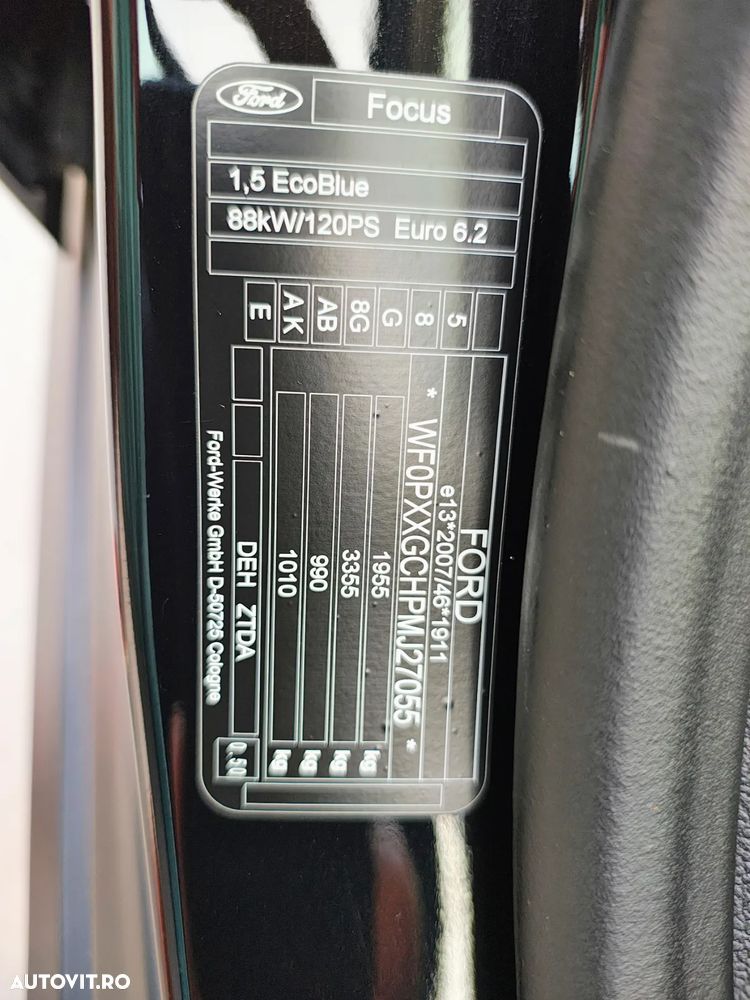 Ford
Focus
1,5 EcoBlue
88kW/120PS Euro 6.2
5
8
G
8G
AB
AK
E
FORD
e13*2007/46*1911
* WF0PXXGCHPMJ27055 *
1955 kg
3355 kg
990 kg
1010 kg
DEH ZTDA 0.50
Ford-Werke GmbH D-50725 Cologne
AUTOVIT.RO